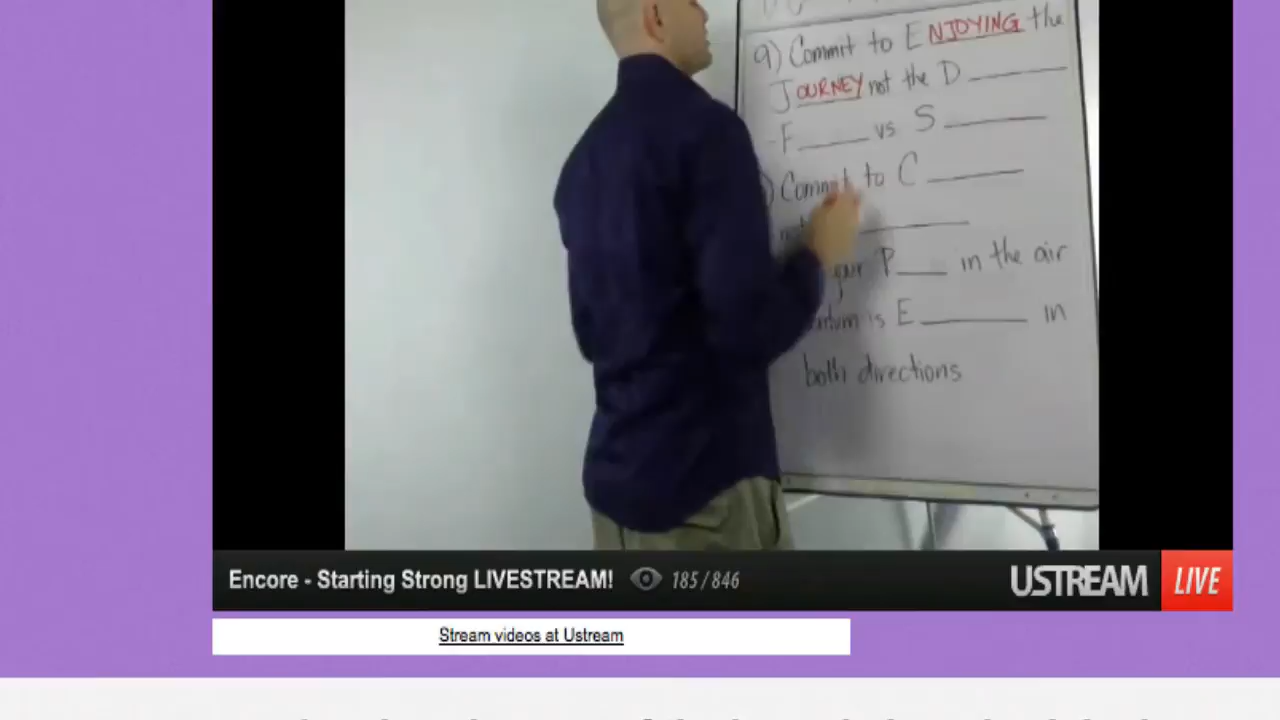 9) Commit to ENJOYING the
JOURNEY not the D
- F vs S
) Commit to C
in the air
is E in
both directions
Encore - Starting Strong LIVESTREAM! 185/846
USTREAM LIVE
Stream videos at Ustream